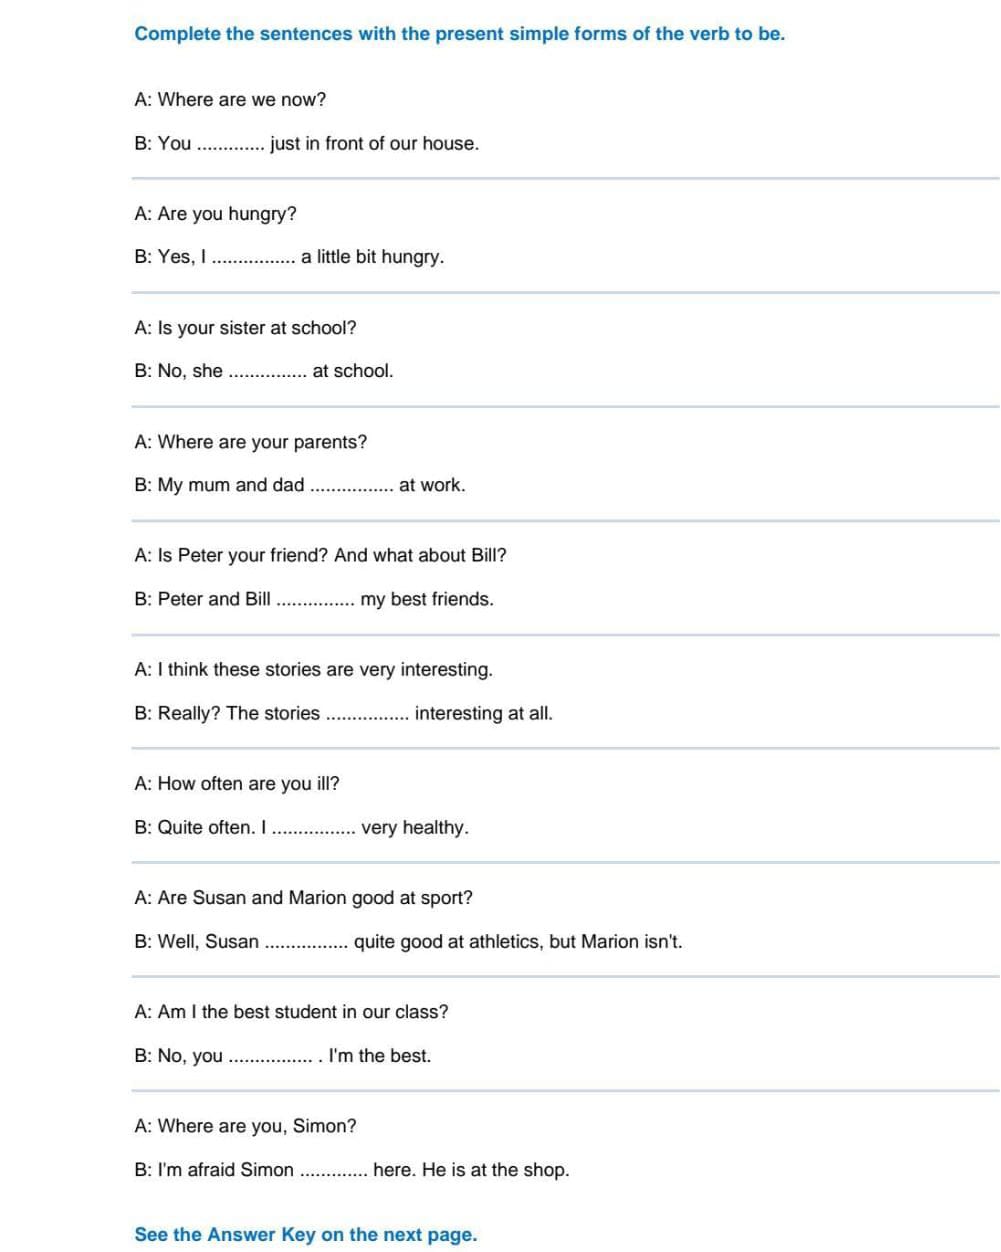 Complete the sentences with the present simple forms of the verb to be.
A: Where are we now?
B: You ............. just in front of our house.
A: Are you hungry?
B: Yes, I ................ a little bit hungry.
A: Is your sister at school?
B: No, she ............... at school.
A: Where are your parents?
B: My mum and dad ................ at work.
A: Is Peter your friend? And what about Bill?
B: Peter and Bill ............... my best friends.
A: I think these stories are very interesting.
B: Really? The stories ................ interesting at all.
A: How often are you ill?
B: Quite often. I ................ very healthy.
A: Are Susan and Marion good at sport?
B: Well, Susan ................ quite good at athletics, but Marion isn't.
A: Am I the best student in our class?
B: No, you ................ . I'm the best.
A: Where are you, Simon?
B: I'm afraid Simon ............. here. He is at the shop.
See the Answer Key on the next page.